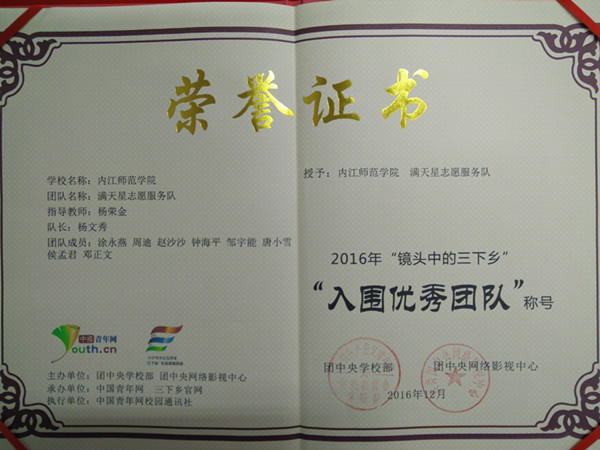 荣誉证书
学校名称：内江师范学院
团队名称：满天星志愿服务队
指导教师：杨荣金
队长：杨文秀
团队成员：涂永燕 周迪 赵沙沙 钟海平 邹宇能 唐小雪
侯孟君 邓正文
中国青年网
Youth.cn
主办单位：团中央学校部 团中央网络影视中心
承办单位：中国青年网 三下乡官网
执行单位：中国青年网校园通讯社
授予：内江师范学院 满天星志愿服务队
2016年“镜头中的三下乡”
“入围优秀团队”称号
团中央学校部 团中央网络影视中心
2016年12月